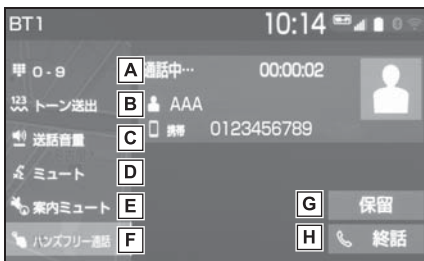 BT1 10:14
0-9 A 通話中… 00:00:02
123 トーン送出 B AAA
送話音量 C 携帯 0123456789
ミュート D
案内ミュート E G 保留
ハンズフリー通話 F H 終話